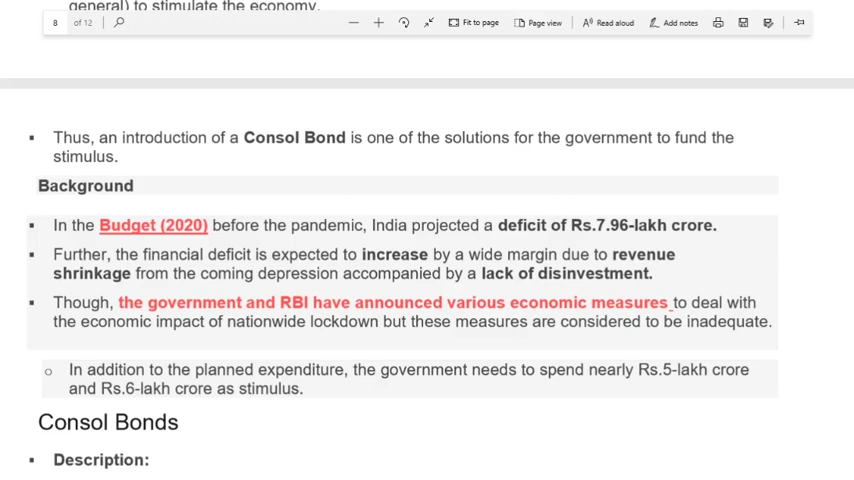 general) to stimulate the economy.
8 of 12 Fit to page Page view Read aloud Add notes
▪ Thus, an introduction of a Consol Bond is one of the solutions for the government to fund the
stimulus.
Background
▪ In the Budget (2020) before the pandemic, India projected a deficit of Rs.7.96-lakh crore.
▪ Further, the financial deficit is expected to increase by a wide margin due to revenue
shrinkage from the coming depression accompanied by a lack of disinvestment.
▪ Though, the government and RBI have announced various economic measures to deal with
the economic impact of nationwide lockdown but these measures are considered to be inadequate.
o In addition to the planned expenditure, the government needs to spend nearly Rs.5-lakh crore
and Rs.6-lakh crore as stimulus.
Consol Bonds
▪ Description: